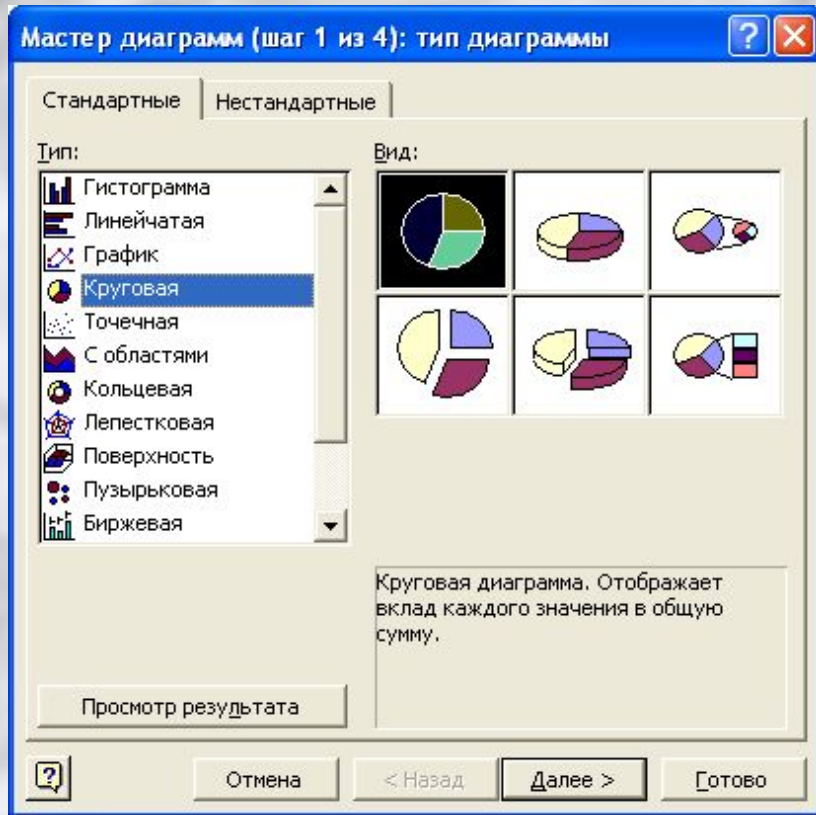 Мастер диаграмм (шаг 1 из 4): тип диаграммы
Стандартные
Нестандартные
Тип:
Гистограмма
Линейчатая
График
Круговая
Точечная
С областями
Кольцевая
Лепестковая
Поверхность
Пузырьковая
Биржевая
Вид:
Круговая диаграмма. Отображает
вклад каждого значения в общую
сумму.
Просмотр результата
Отмена
< Назад
Далее >
Готово